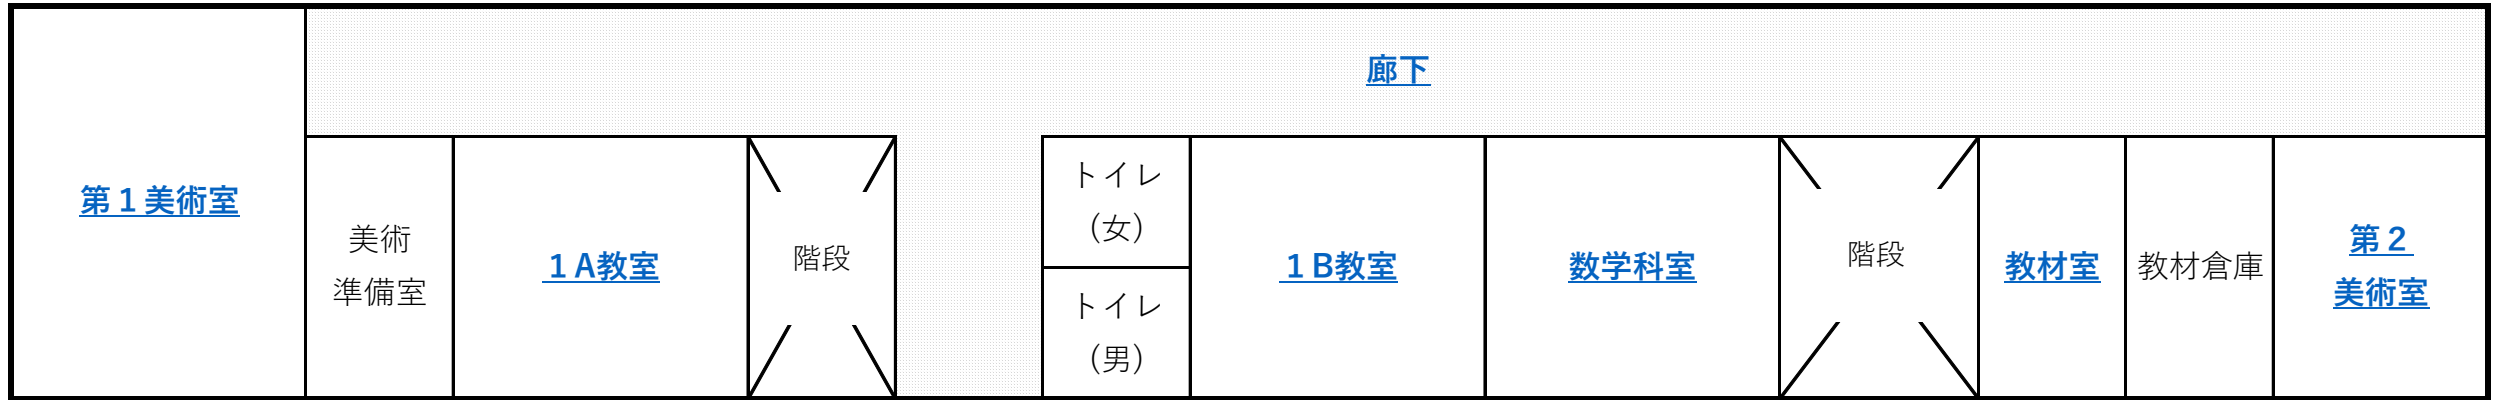 廊下
第１美術室
美術
準備室
１A教室
階段
トイレ
（女）
トイレ
（男）
１B教室
数学科室
階段
教材室
教材倉庫
第２
美術室